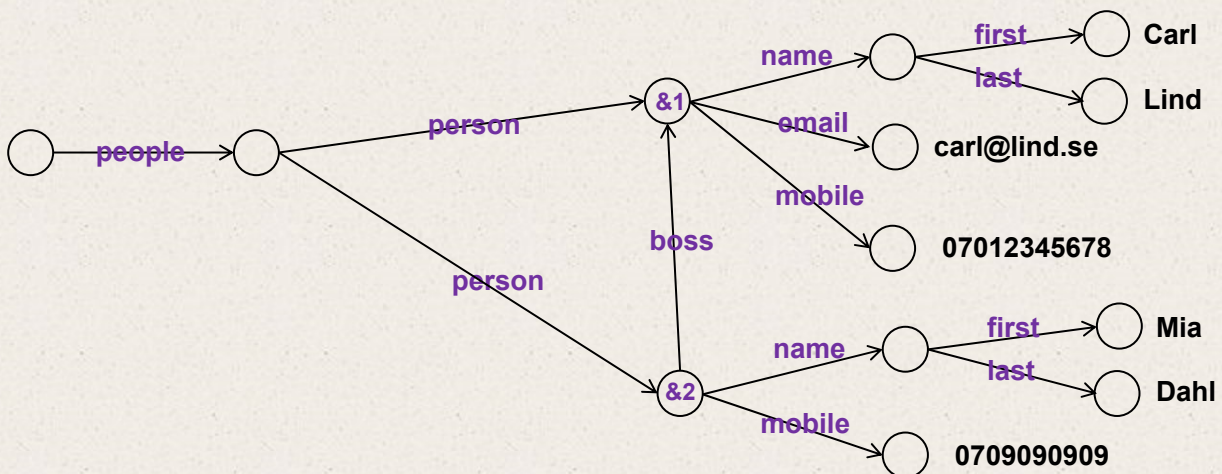 first
Carl
name
last
Lind
&1
person
email
carl@lind.se
people
mobile
boss
07012345678
person
first
Mia
name
last
Dahl
&2
mobile
0709090909